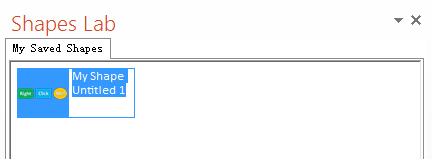 Shapes Lab
My Saved Shapes
Right Click
My Shape
Untitled 1